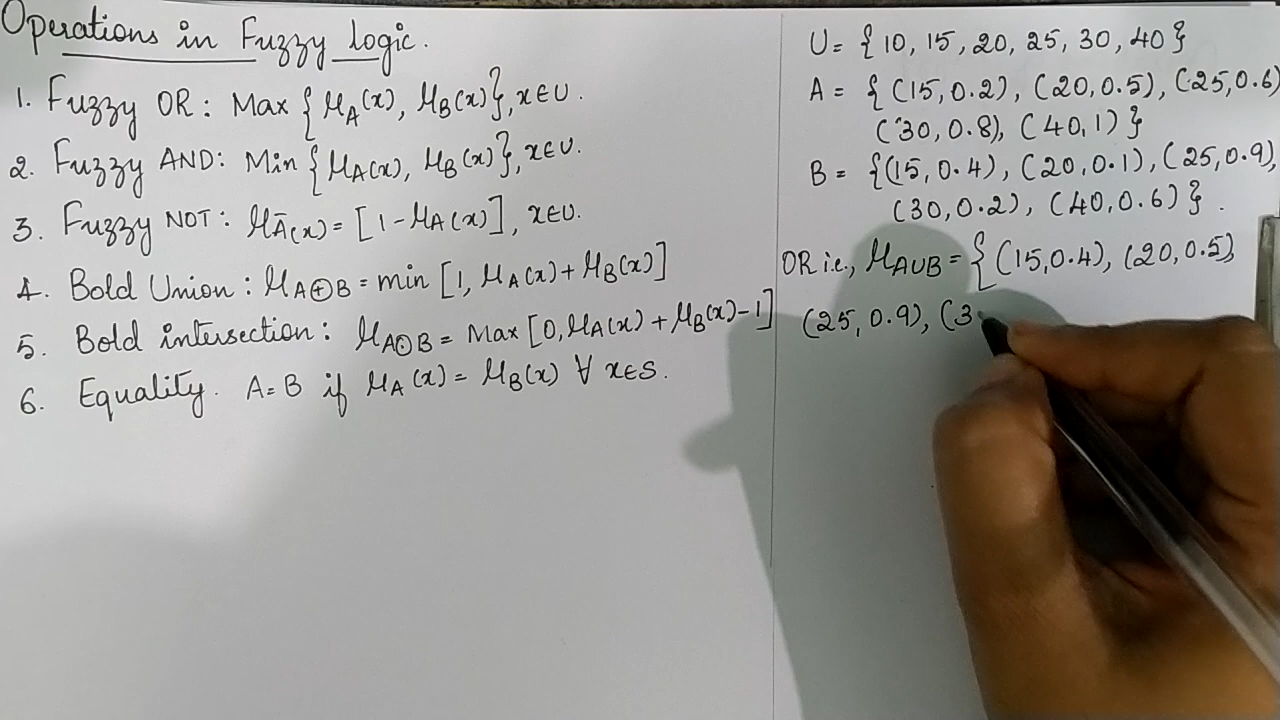 Operations in Fuzzy logic.
1. Fuzzy OR: Max {μA(x), μB(x)}, x∈U.
2. Fuzzy AND: Min {μA(x), μB(x)}, x∈U.
3. Fuzzy NOT: μĀ(x) = [1-μA(x)], x∈U.
4. Bold Union: μA⊕B = min [1, μA(x) + μB(x)]
5. Bold intersection: μA⊙B = Max [0, μA(x) + μB(x) - 1]
6. Equality. A=B if μA(x) = μB(x) ∀ x∈S.
U = {10, 15, 20, 25, 30, 40}
A = {(15, 0.2), (20, 0.5), (25, 0.6)
(30, 0.8), (40, 1)}
B = {(15, 0.4), (20, 0.1), (25, 0.9),
(30, 0.2), (40, 0.6)}.
OR i.e., μAUB = {(15, 0.4), (20, 0.5)
(25, 0.9), (3